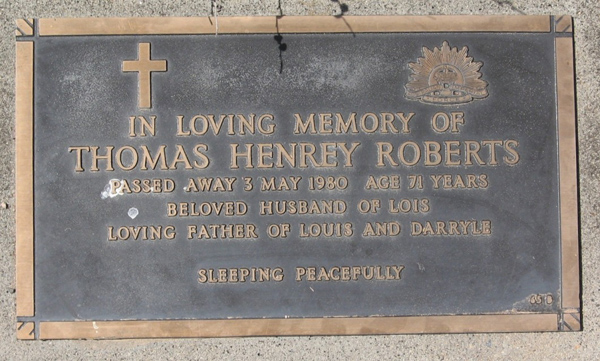 IN LOVING MEMORY OF
THOMAS HENREY ROBERTS
PASSED AWAY 3 MAY 1980 AGE 71 YEARS
BELOVED HUSBAND OF LOIS
LOVING FATHER OF LOUIS AND DARRYLE
SLEEPING PEACEFULLY